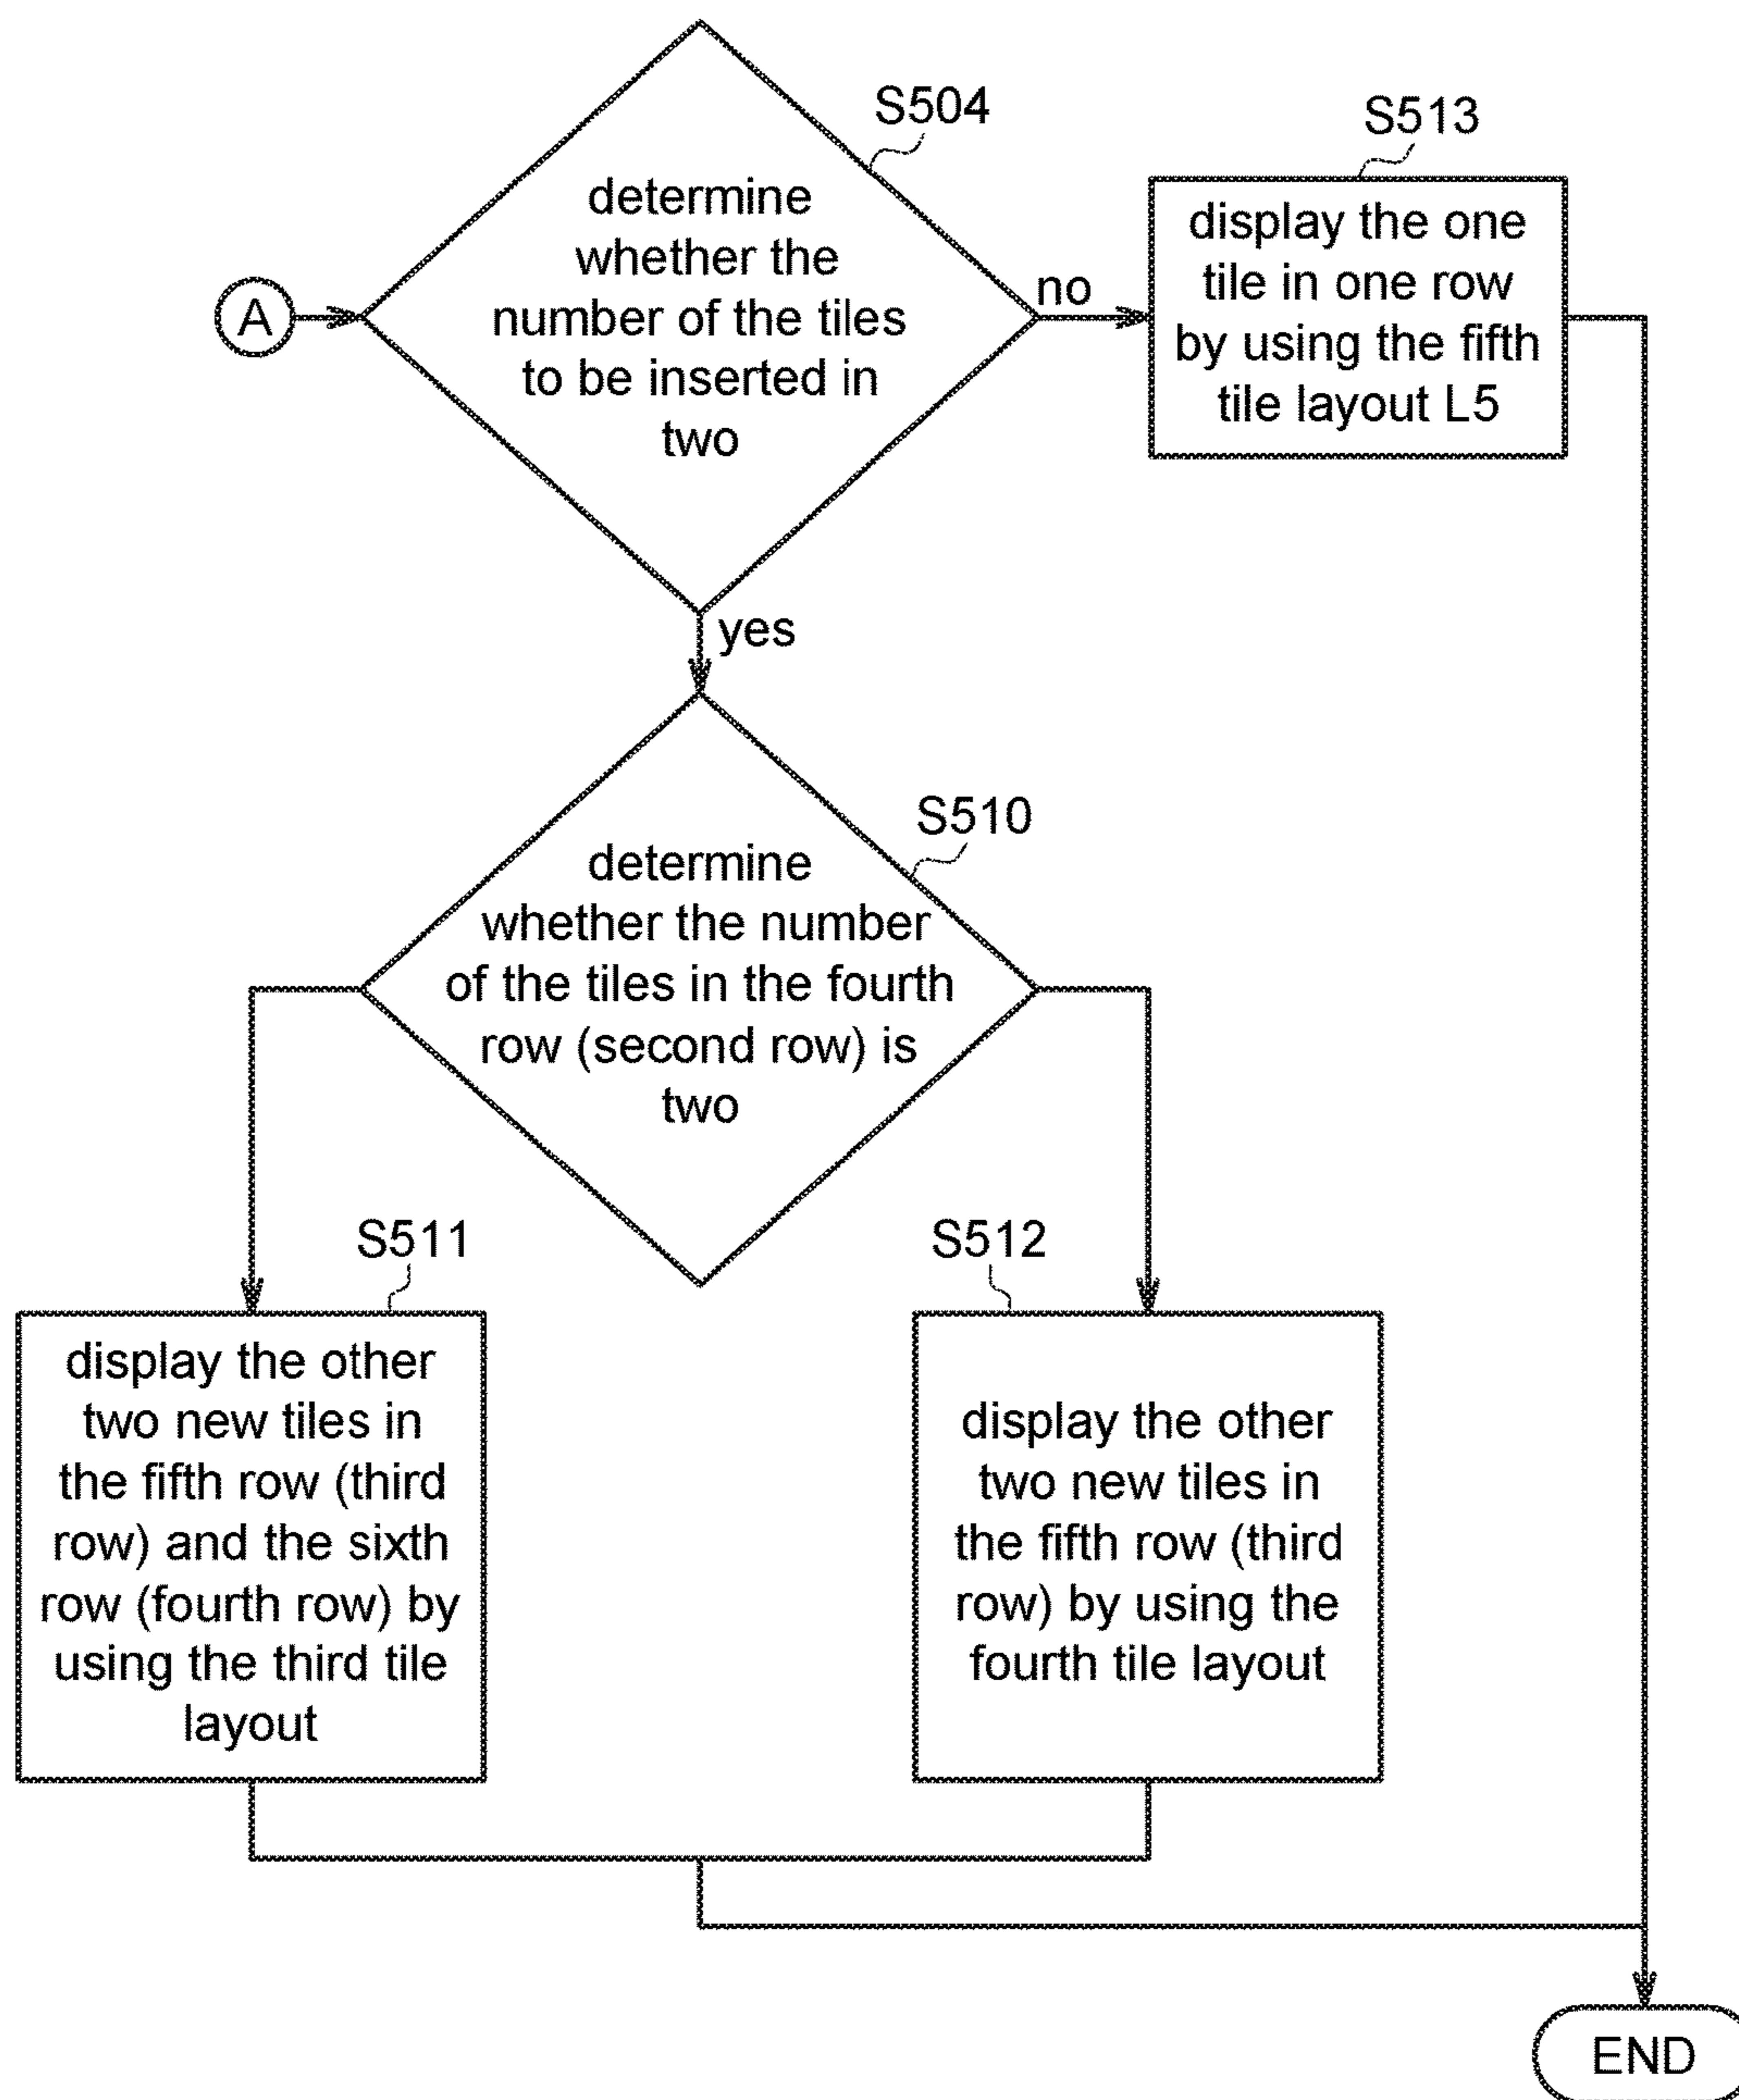 S504
determine
whether the
number of the tiles
to be inserted in
two
A
no
S513
display the one
tile in one row
by using the fifth
tile layout L5
yes
S510
determine
whether the number
of the tiles in the fourth
row (second row) is
two
S511
display the other
two new tiles in
the fifth row (third
row) and the sixth
row (fourth row) by
using the third tile
layout
S512
display the other
two new tiles in
the fifth row (third
row) by using the
fourth tile layout
END